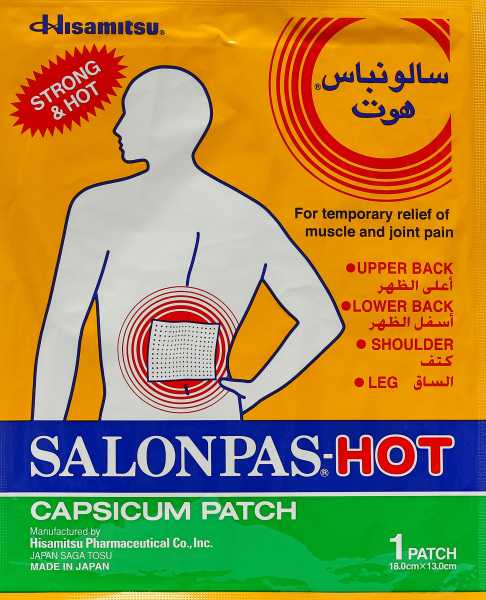 Hisamitsu®
STRONG
& HOT
سالونباس®
هوت
For temporary relief of
muscle and joint pain
●UPPER BACK
أعلى الظهر
●LOWER BACK
أسفل الظهر
● SHOULDER
كتف
● LEG الساق
SALONPAS®-HOT
CAPSICUM PATCH
Manufactured by
Hisamitsu Pharmaceutical Co., Inc.
JAPAN SAGA TOSU
MADE IN JAPAN
1 PATCH
18.0cm×13.0cm